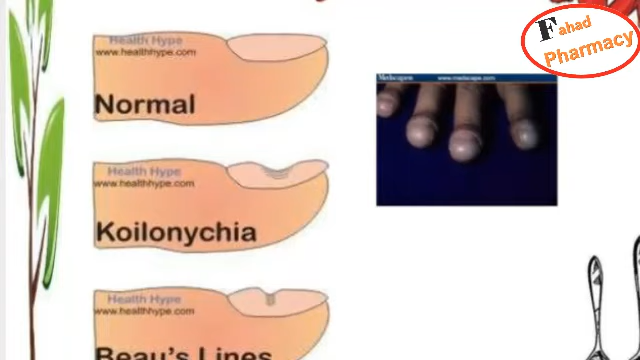 Fahad
Pharmacy
Health Hype
www.healthhype.com
Normal
Medscape® www.medscape.com
Health Hype
www.healthhype.com
Koilonychia
Health Hype
www.healthhype.com
Beau's Lines